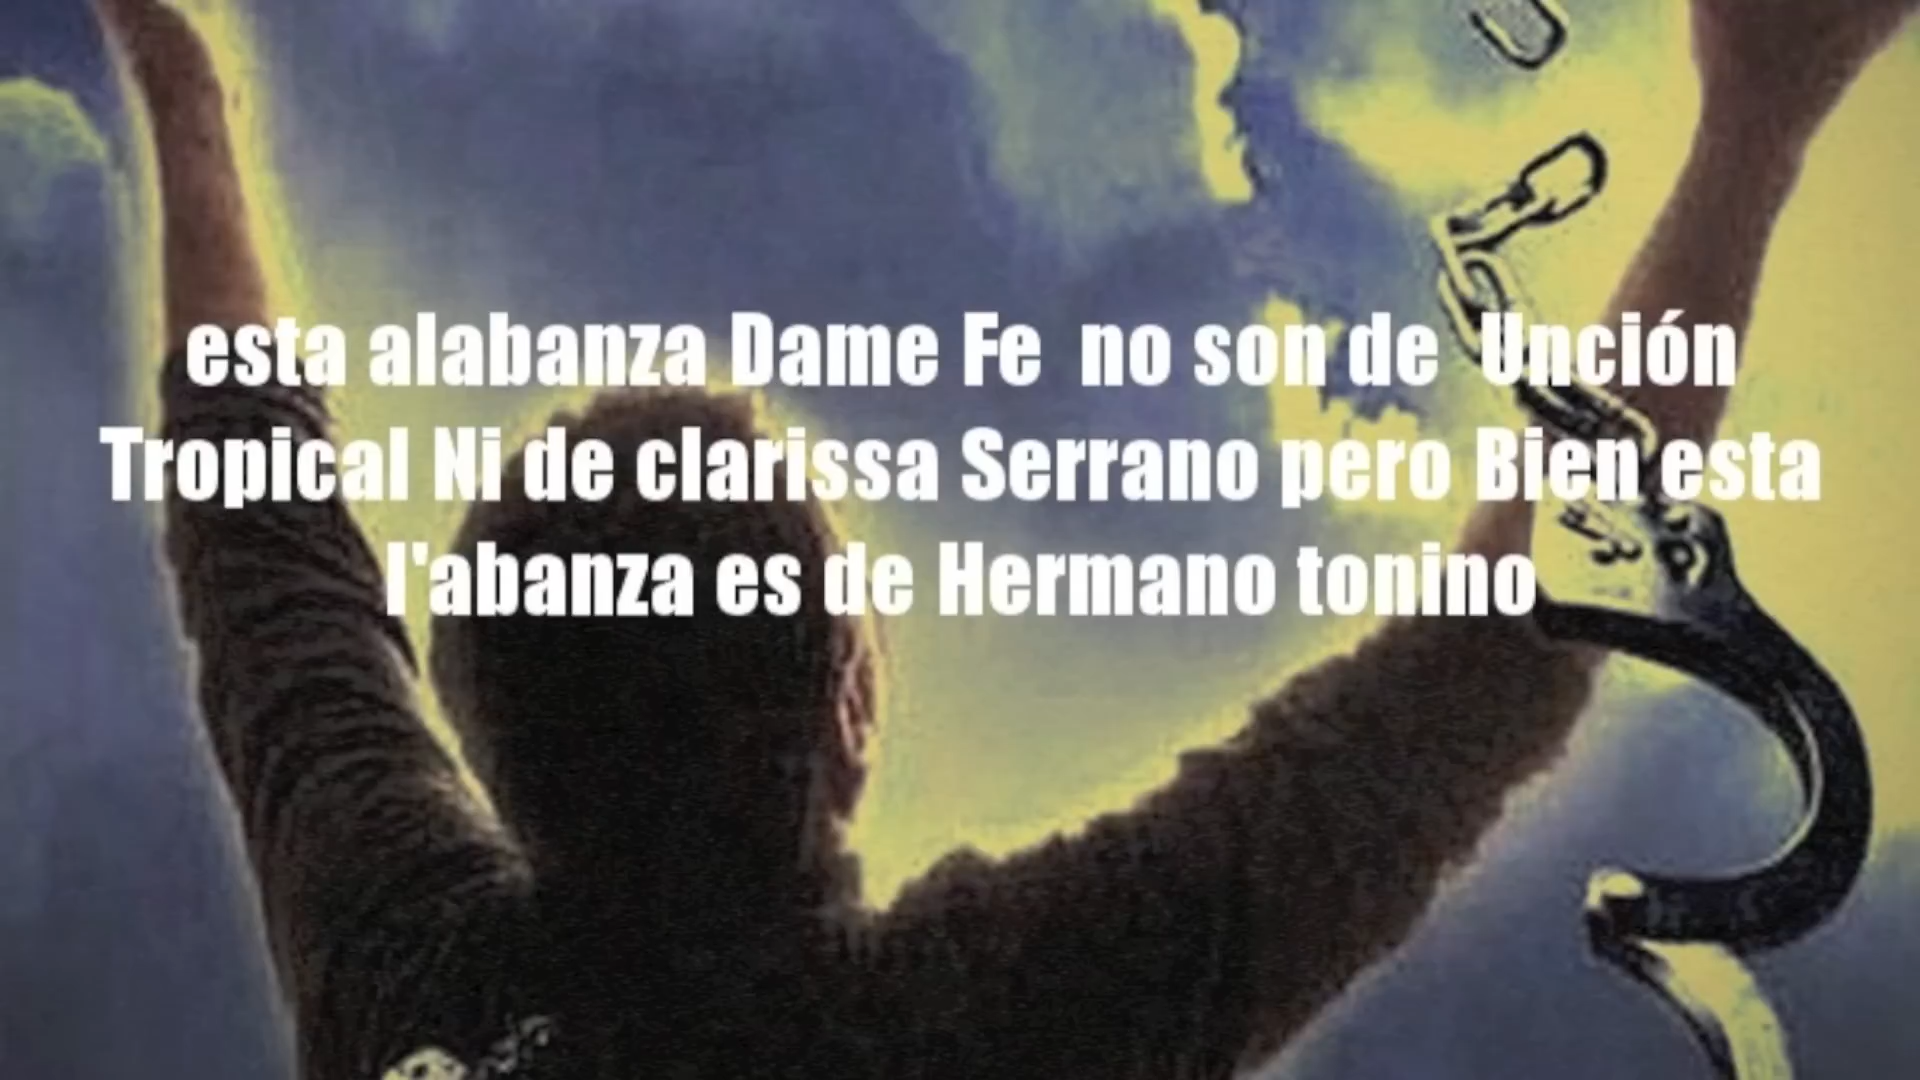 esta alabanza Dame Fe no son de Unción
Tropical Ni de clarissa Serrano pero Bien esta
l'abanza es de Hermano tonino